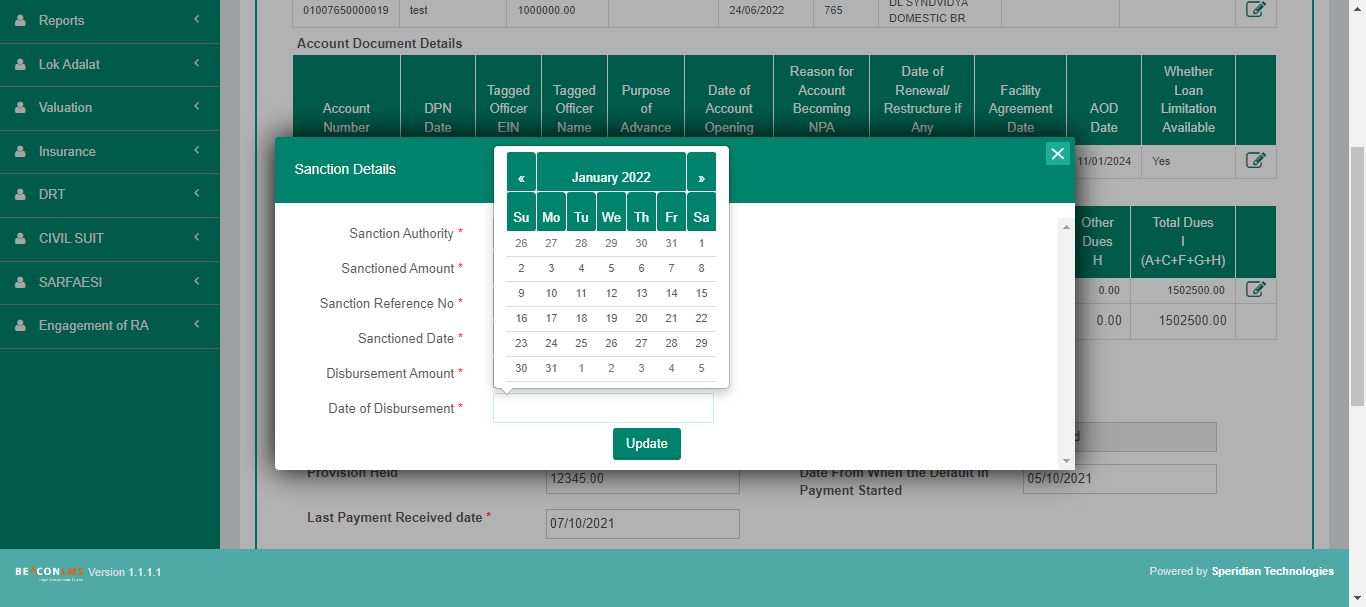 Reports
Lok Adalat
Valuation
Insurance
DRT
CIVIL SUIT
SARFAESI
Engagement of RA
01007650000019 test 1000000.00 24/06/2022 765 DL SYNDVIDYA
DOMESTIC BR
Account Document Details
Account
Number
DPN
Date
Tagged
Officer
EIN
Tagged
Officer
Name
Purpose
of
Advance
Date of
Account
Opening
Reason for
Account
Becoming
NPA
Date of
Renewal/
Restructure if
Any
Facility
Agreement
Date
AOD
Date
Whether
Loan
Limitation
Available
11/01/2024 Yes
Other
Dues
H
Total Dues
I
(A+C+F+G+H)
0.00 1502500.00
0.00 1502500.00
Sanction Details
Sanction Authority *
Sanctioned Amount *
Sanction Reference No *
Sanctioned Date *
Disbursement Amount *
Date of Disbursement *
« January 2022 »
Su Mo Tu We Th Fr Sa
26 27 28 29 30 31 1
2 3 4 5 6 7 8
9 10 11 12 13 14 15
16 17 18 19 20 21 22
23 24 25 26 27 28 29
30 31 1 2 3 4 5
Update
Provision Held 12345.00
Date From When the Default in
Payment Started
05/10/2021
Last Payment Received date * 07/10/2021
BEACONLMS Version 1.1.1.1
Powered by Speridian Technologies